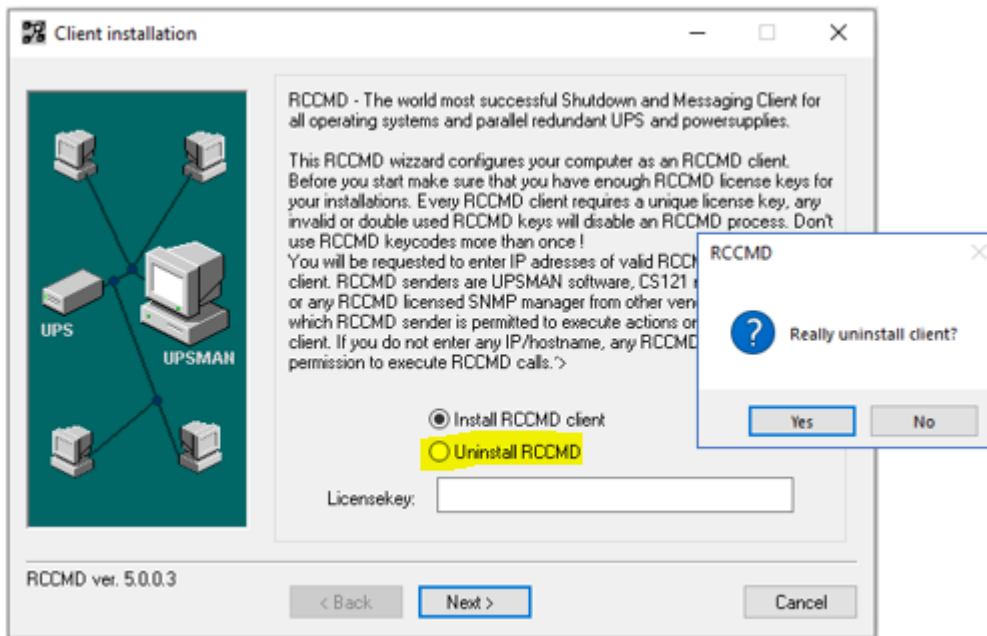 Client installation
RCCMD - The world most successful Shutdown and Messaging Client for
all operating systems and parallel redundant UPS and powersupplies.
This RCCMD wizzard configures your computer as an RCCMD client.
Before you start make sure that you have enough RCCMD license keys for
your installations. Every RCCMD client requires a unique license key, any
invalid or double used RCCMD keys will disable an RCCMD process. Don't
use RCCMD keycodes more than once !
You will be requested to enter IP adresses of valid
client. RCCMD senders are UPSMAN software, CS121
or any RCCMD licensed SNMP manager from other
which RCCMD sender is permitted to execute actions
client. If you do not enter any IP/hostname, any
permission to execute RCCMD calls.'>
UPS
UPSMAN
Install RCCMD client
Uninstall RCCMD
Licensekey:
RCCMD ver. 5.0.0.3
< Back
Next >
Cancel
RCCMD
Really uninstall client?
Yes
No